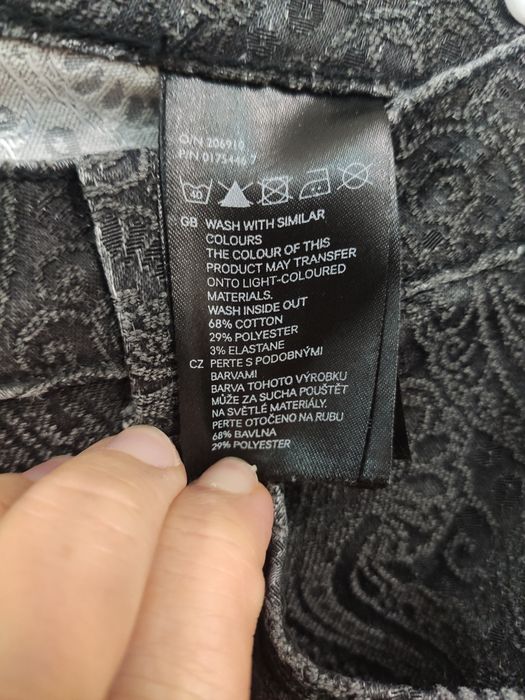 O/N 206910
P/N 0175446 7
GB WASH WITH SIMILAR
COLOURS
THE COLOUR OF THIS
PRODUCT MAY TRANSFER
ONTO LIGHT-COLOURED
MATERIALS.
WASH INSIDE OUT
68% COTTON
29% POLYESTER
3% ELASTANE
CZ PERTE S PODOBNÝMI
BARVAMI
BARVA TOHOTO VÝROBKU
MŮŽE ZA SUCHA POUŠTĚT
NA SVĚTLÉ MATERIÁLY.
PERTE OTOČENO NA RUBU
68% BAVLNA
29% POLYESTER